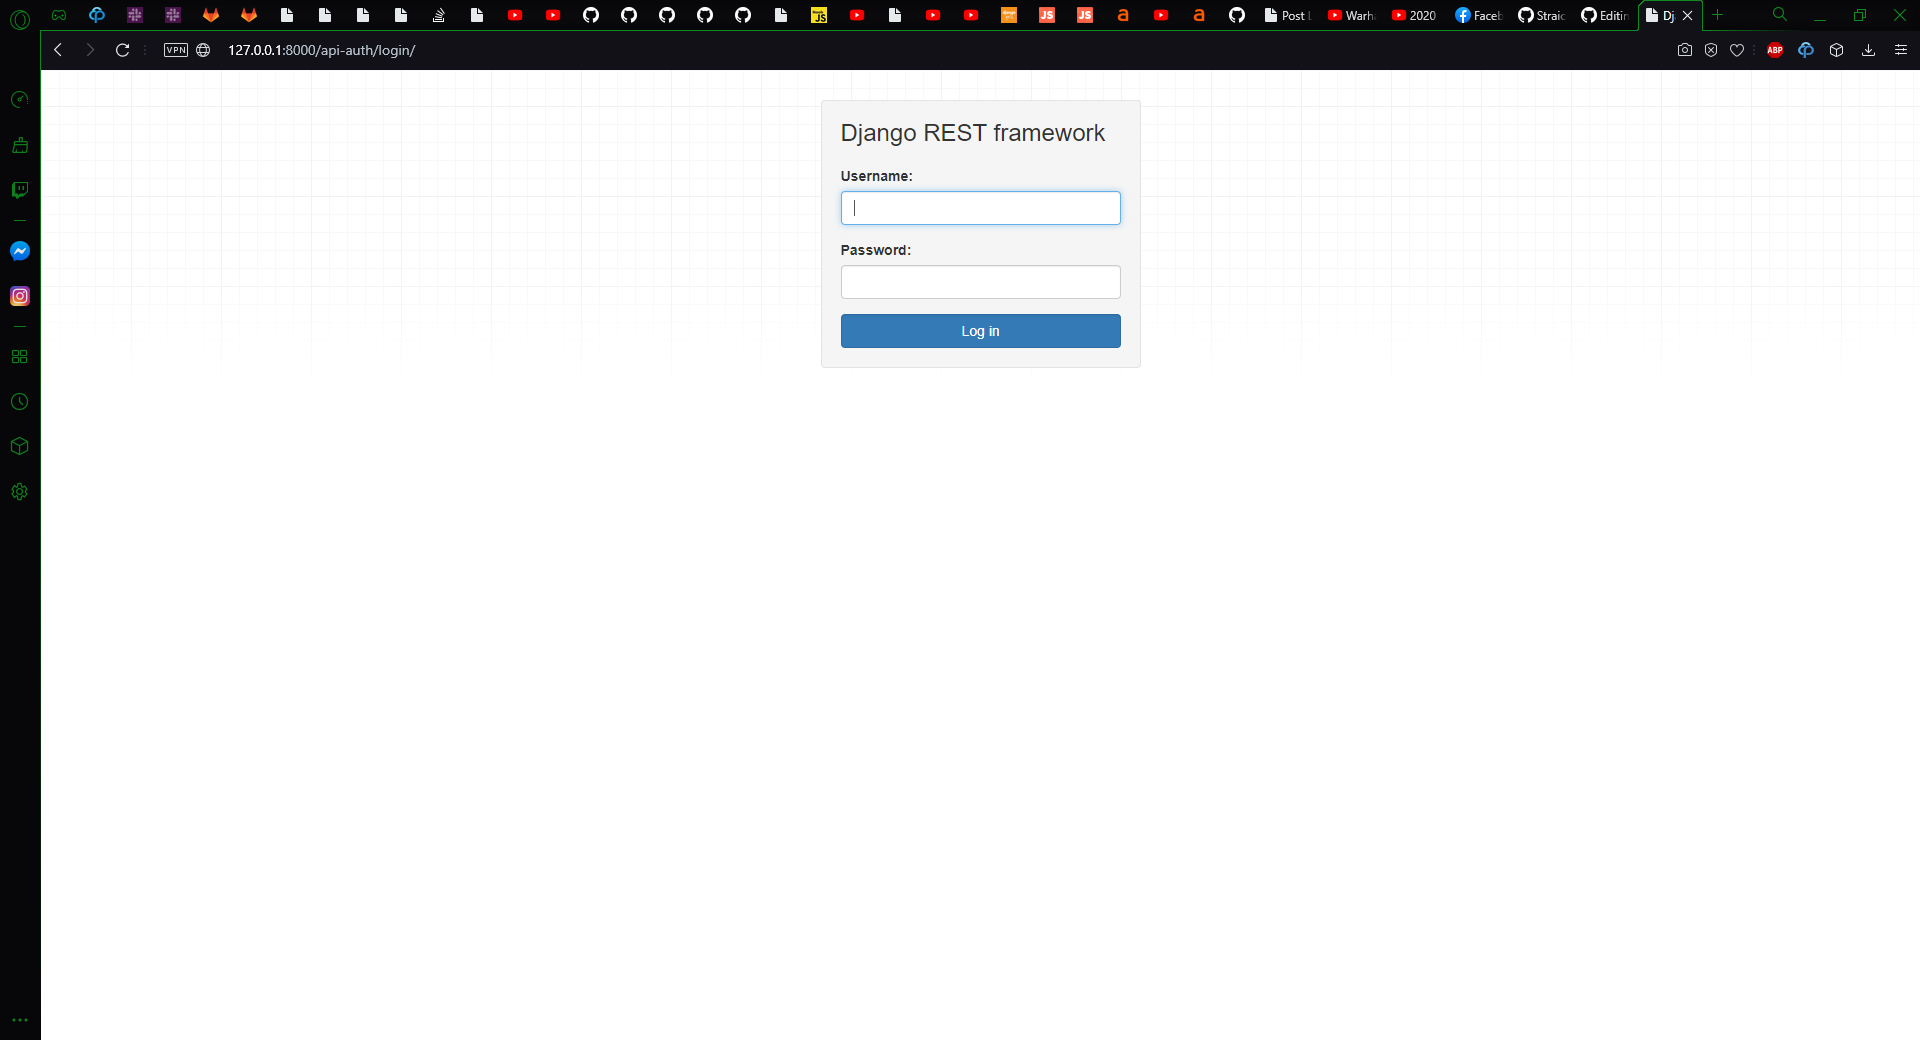 Post
Warh
2020
Faceb
Straic
Editin
Dj
VPN
127.0.0.1:8000/api-auth/login/
ABP
Django REST framework
Username:
Password:
Log in